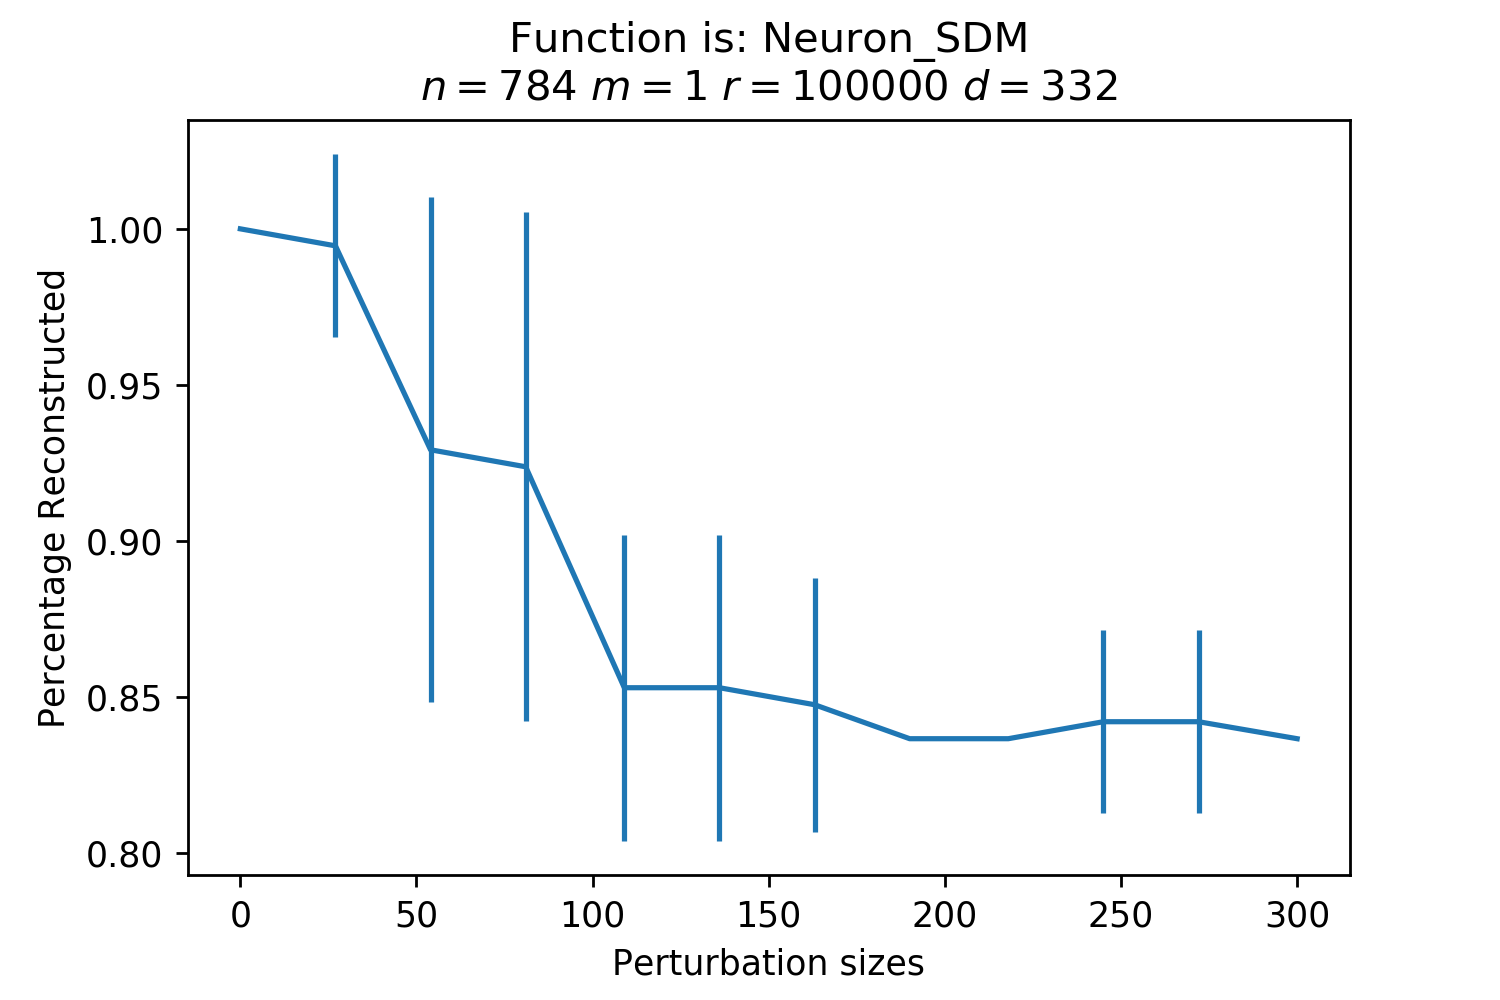 Function is: Neuron_SDM
n = 784 m = 1 r = 100000 d = 332
Percentage Reconstructed
1.00
0.95
0.90
0.85
0.80
0 50 100 150 200 250 300
Perturbation sizes